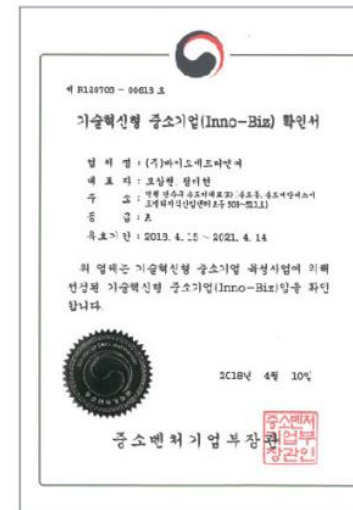 제 R120703 - 00613 호
기술혁신형 중소기업(Inno-Biz) 확인서
업 체 명 : (주)바이오에프디엔씨
대 표 자 : 모상현, 정대현
주 소 :
등 급 : A
유효기간 : 2018. 4. 15 ~ 2021. 4. 14
위 업체는 기술혁신형 중소기업 육성사업에 의해
선정된 기술혁신형 중소기업(Inno-Biz)임을 확인
합니다.
2018년 4월 10일
중소벤처기업부장관
중소벤처
기업부
장관인